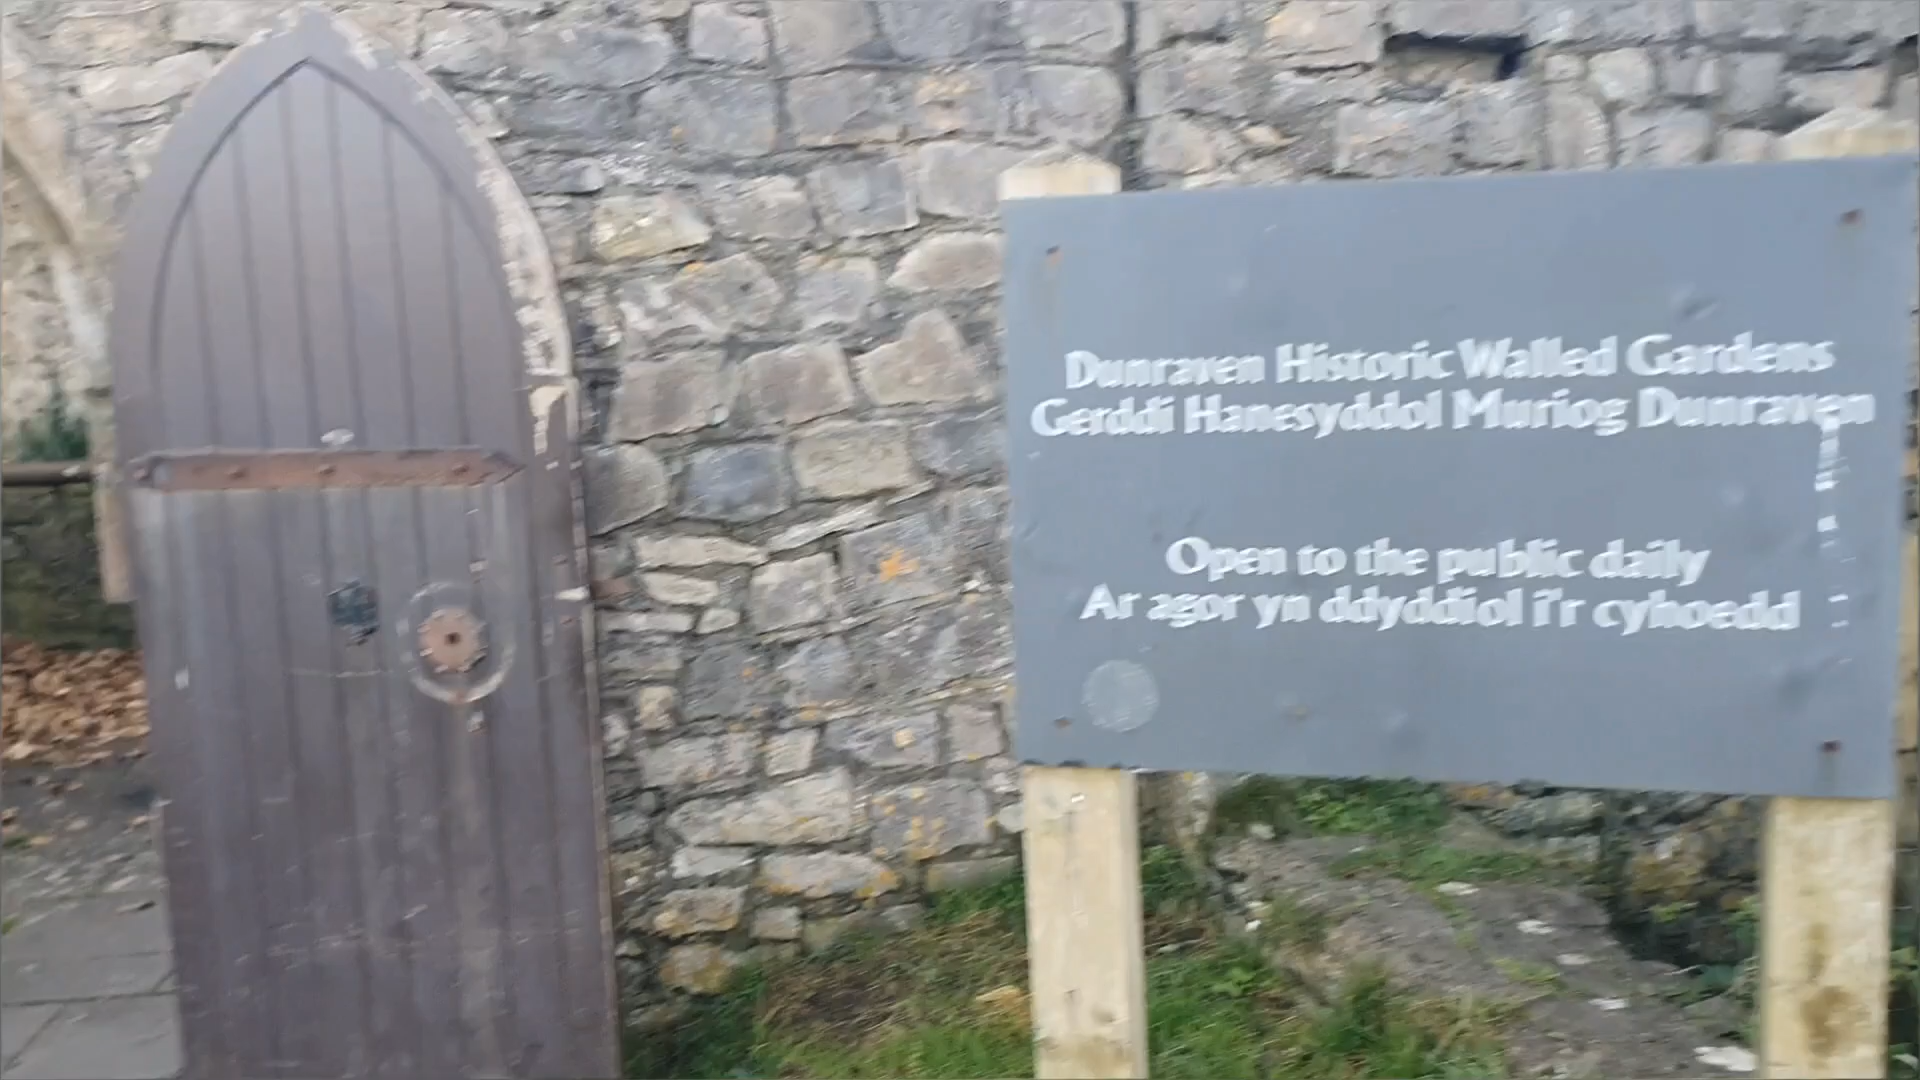 Dunraven Historic Walled Gardens
Gerddi Hanesyddol Muriog Dunraven
Open to the public daily
Ar agor yn ddyddiol i'r cyhoedd